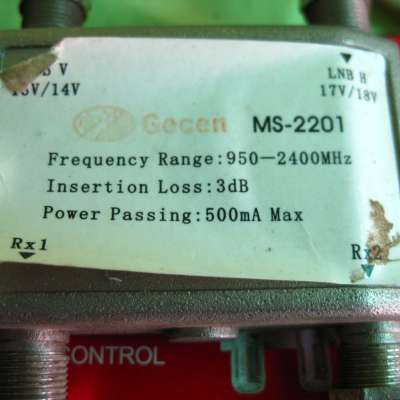 B V
LNB H
13V/14V
17V/18V
Gecen MS-2201
Frequency Range:950—2400MHz
Insertion Loss:3dB
Power Passing:500mA Max
Rx1
Rx2
CONTROL